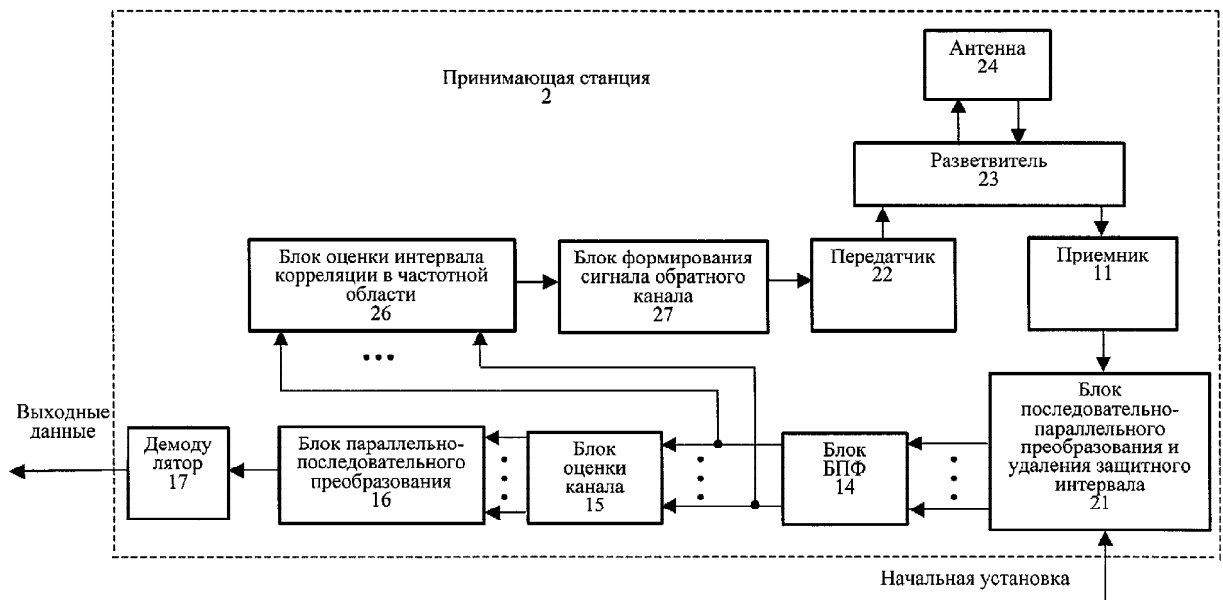 Антенна
24
Принимающая станция
2
Разветвитель
23
Блок оценки интервала
корреляции в частотной
области
26
Блок формирования
сигнала обратного
канала
27
Передатчик
22
Приемник
11
Выходные
данные
Демоду
лятор
17
Блок параллельно-
последовательного
преобразования
16
Блок
оценки
канала
15
Блок
БПФ
14
Блок
последовательно-
параллельного
преобразования и
удаления защитного
интервала
21
Начальная установка